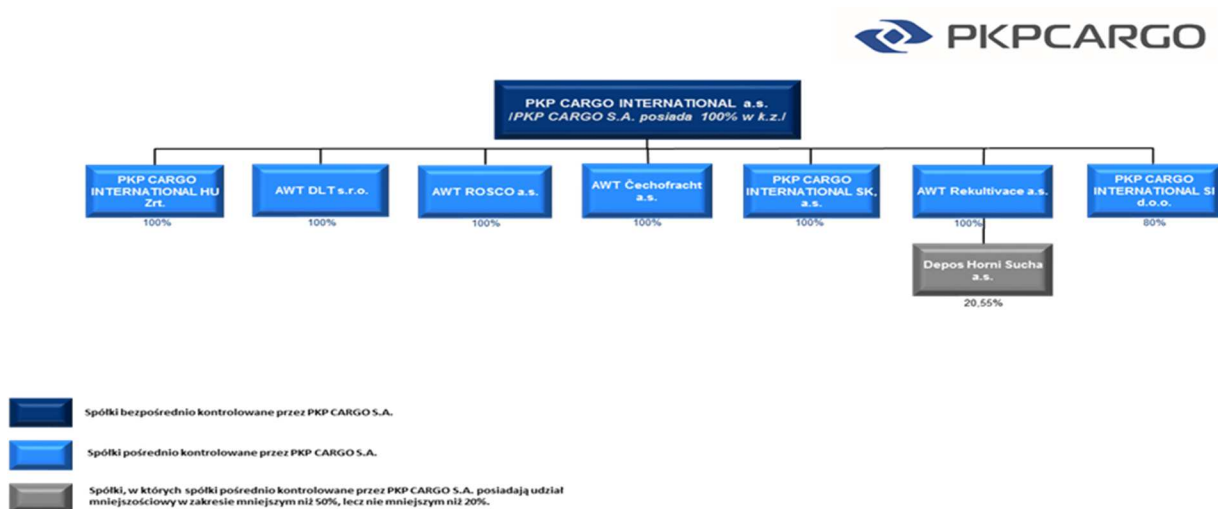 PKPCARGO
PKP CARGO INTERNATIONAL a.s.
/PKP CARGO S.A. posiada 100% w k.z./
PKP CARGO
INTERNATIONAL HU
Zrt.
100%
AWT DLT s.r.o.
100%
AWT ROSCO a.s.
100%
AWT Čechofracht
a.s.
100%
PKP CARGO
INTERNATIONAL SK,
a.s.
100%
AWT Rekultivace a.s.
100%
PKP CARGO
INTERNATIONAL SI
d.o.o.
80%
Depos Horni Sucha
a.s.
20,55%
Spółki bezpośrednio kontrolowane przez PKP CARGO S.A.
Spółki pośrednio kontrolowane przez PKP CARGO S.A.
Spółki, w których spółki pośrednio kontrolowane przez PKP CARGO S.A. posiadają udział
mniejszościowy w zakresie mniejszym niż 50%, lecz nie mniejszym niż 20%.